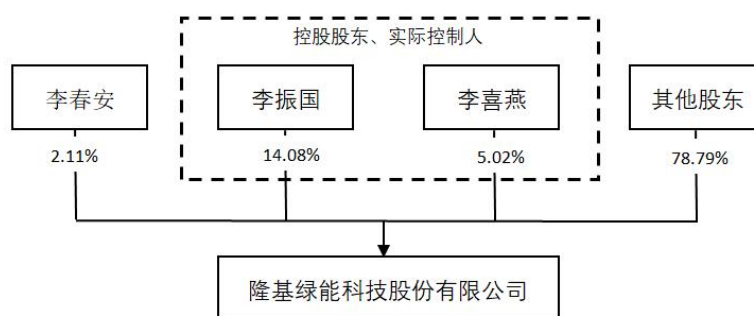 控股股东、实际控制人
李春安
李振国
李喜燕
其他股东
2.11%
14.08%
5.02%
78.79%
隆基绿能科技股份有限公司